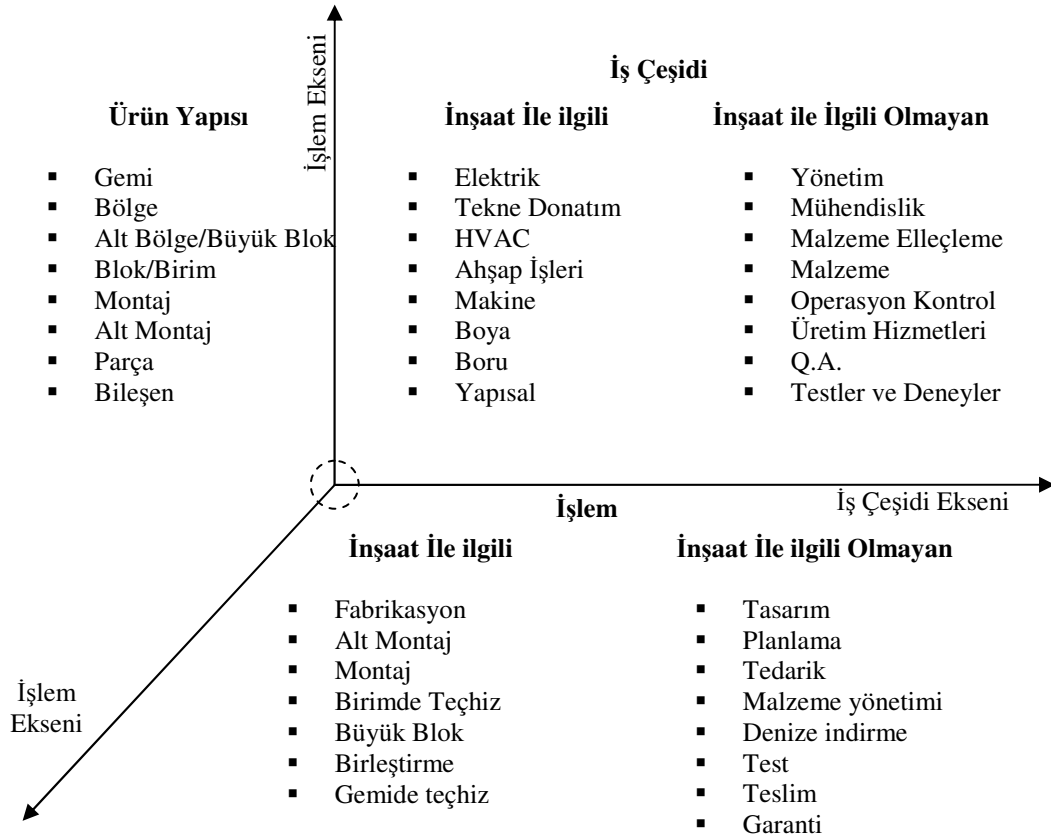 İşlem Ekseni
İş Çeşidi
Ürün Yapısı
Gemi
Bölge
Alt Bölge/Büyük Blok
Blok/Birim
Montaj
Alt Montaj
Parça
Bileşen
İnşaat İle ilgili
Elektrik
Tekne Donatım
HVAC
Ahşap İşleri
Makine
Boya
Boru
Yapısal
İnşaat ile İlgili Olmayan
Yönetim
Mühendislik
Malzeme Elleçleme
Malzeme
Operasyon Kontrol
Üretim Hizmetleri
Q.A.
Testler ve Deneyler
İş Çeşidi Ekseni
İşlem
İnşaat İle ilgili
Fabrikasyon
Alt Montaj
Montaj
Birimde Teçhiz
Büyük Blok
Birleştirme
Gemide teçhiz
İnşaat İle ilgili Olmayan
Tasarım
Planlama
Tedarik
Malzeme yönetimi
Denize indirme
Test
Teslim
Garanti
İşlem
Ekseni